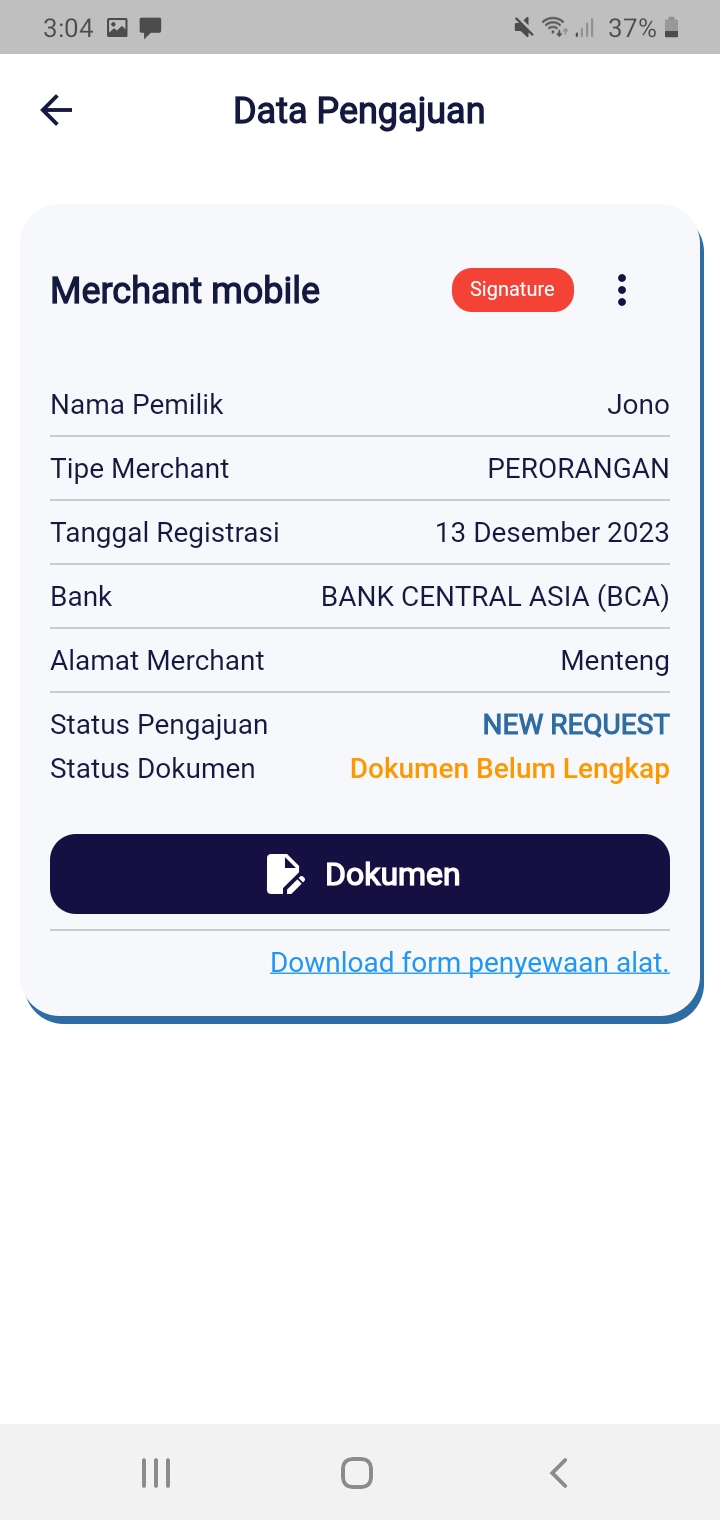 3:04 37%
Data Pengajuan
Merchant mobile Signature
Nama Pemilik Jono
Tipe Merchant PERORANGAN
Tanggal Registrasi 13 Desember 2023
Bank BANK CENTRAL ASIA (BCA)
Alamat Merchant Menteng
Status Pengajuan NEW REQUEST
Status Dokumen Dokumen Belum Lengkap
Dokumen
Download form penyewaan alat.